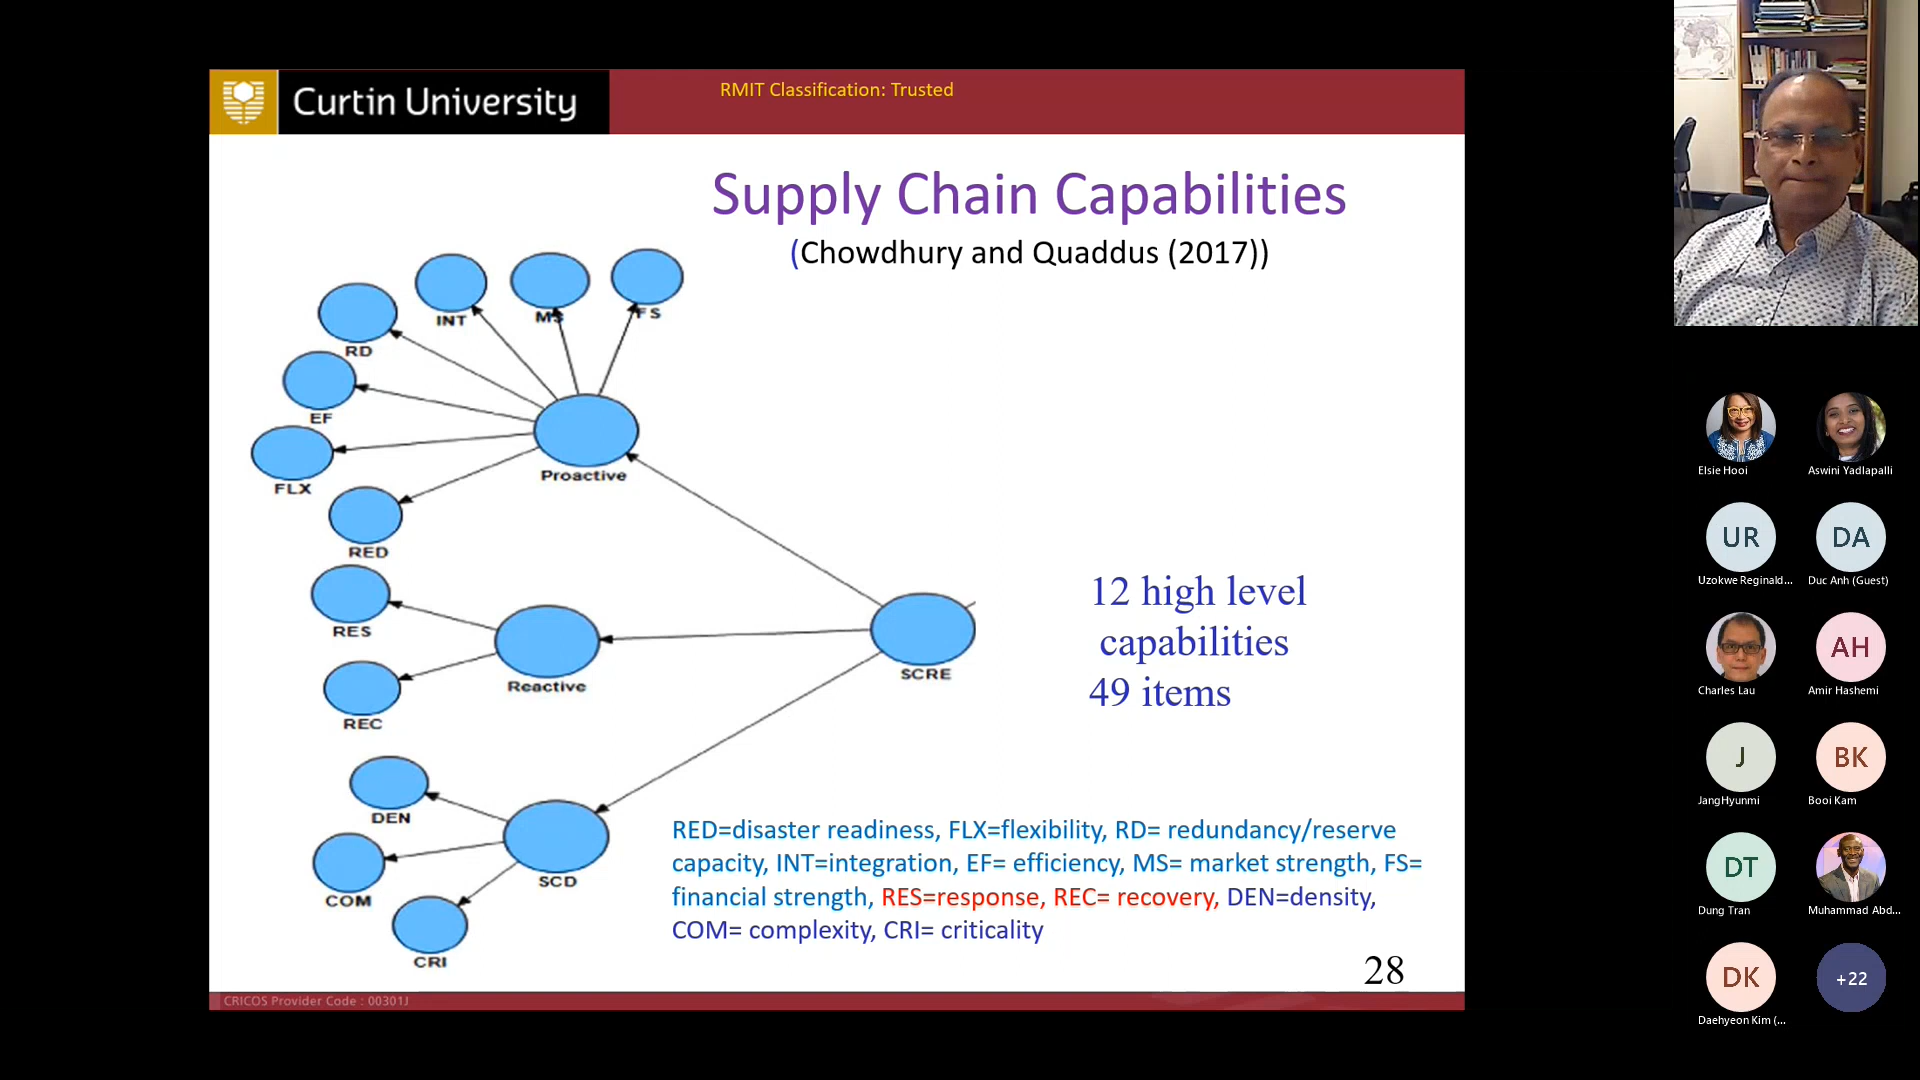 Curtin University
RMIT Classification: Trusted
Supply Chain Capabilities
(Chowdhury and Quaddus (2017))
INT
MS
FS
RD
EF
FLX
Proactive
RED
RES
Reactive
REC
SCRE
DEN
COM
SCD
CRI
12 high level
capabilities
49 items
RED=disaster readiness, FLX=flexibility, RD= redundancy/reserve
capacity, INT=integration, EF= efficiency, MS= market strength, FS=
financial strength, RES=response, REC= recovery, DEN=density,
COM= complexity, CRI= criticality
28
CRICOS Provider Code : 00301J
Elsie Hooi
Aswini Yadlapalli
UR
DA
Uzokwe Reginald...
Duc Anh (Guest)
AH
Charles Lau
Amir Hashemi
J
BK
JangHyunmi
Booi Kam
DT
Dung Tran
Muhammad Abd...
DK
+22
Daehyeon Kim (...